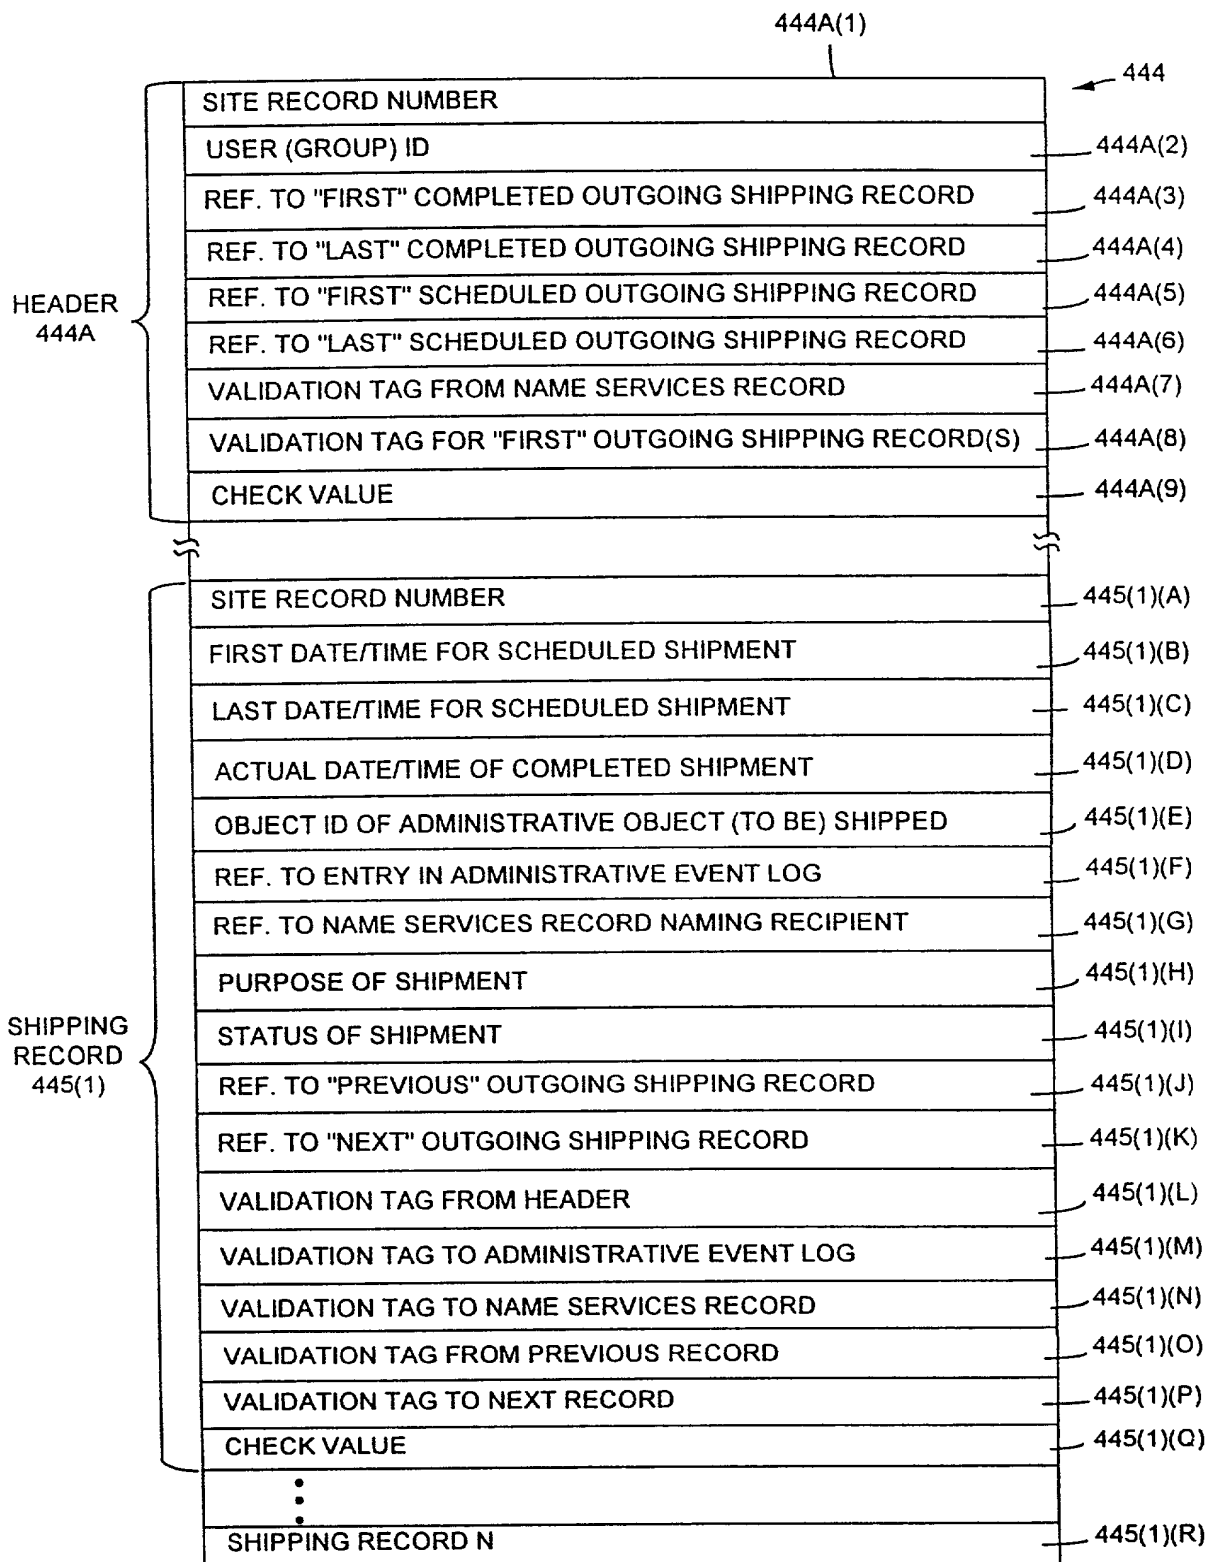 444A(1)
444
SITE RECORD NUMBER
USER (GROUP) ID 444A(2)
REF. TO "FIRST" COMPLETED OUTGOING SHIPPING RECORD 444A(3)
REF. TO "LAST" COMPLETED OUTGOING SHIPPING RECORD 444A(4)
REF. TO "FIRST" SCHEDULED OUTGOING SHIPPING RECORD 444A(5)
HEADER
444A
REF. TO "LAST" SCHEDULED OUTGOING SHIPPING RECORD 444A(6)
VALIDATION TAG FROM NAME SERVICES RECORD 444A(7)
VALIDATION TAG FOR "FIRST" OUTGOING SHIPPING RECORD(S) 444A(8)
CHECK VALUE 444A(9)
SITE RECORD NUMBER 445(1)(A)
FIRST DATE/TIME FOR SCHEDULED SHIPMENT 445(1)(B)
LAST DATE/TIME FOR SCHEDULED SHIPMENT 445(1)(C)
ACTUAL DATE/TIME OF COMPLETED SHIPMENT 445(1)(D)
OBJECT ID OF ADMINISTRATIVE OBJECT (TO BE) SHIPPED 445(1)(E)
REF. TO ENTRY IN ADMINISTRATIVE EVENT LOG 445(1)(F)
REF. TO NAME SERVICES RECORD NAMING RECIPIENT 445(1)(G)
PURPOSE OF SHIPMENT 445(1)(H)
SHIPPING
RECORD
445(1)
STATUS OF SHIPMENT 445(1)(I)
REF. TO "PREVIOUS" OUTGOING SHIPPING RECORD 445(1)(J)
REF. TO "NEXT" OUTGOING SHIPPING RECORD 445(1)(K)
VALIDATION TAG FROM HEADER 445(1)(L)
VALIDATION TAG TO ADMINISTRATIVE EVENT LOG 445(1)(M)
VALIDATION TAG TO NAME SERVICES RECORD 445(1)(N)
VALIDATION TAG FROM PREVIOUS RECORD 445(1)(O)
VALIDATION TAG TO NEXT RECORD 445(1)(P)
CHECK VALUE 445(1)(Q)
SHIPPING RECORD N 445(1)(R)